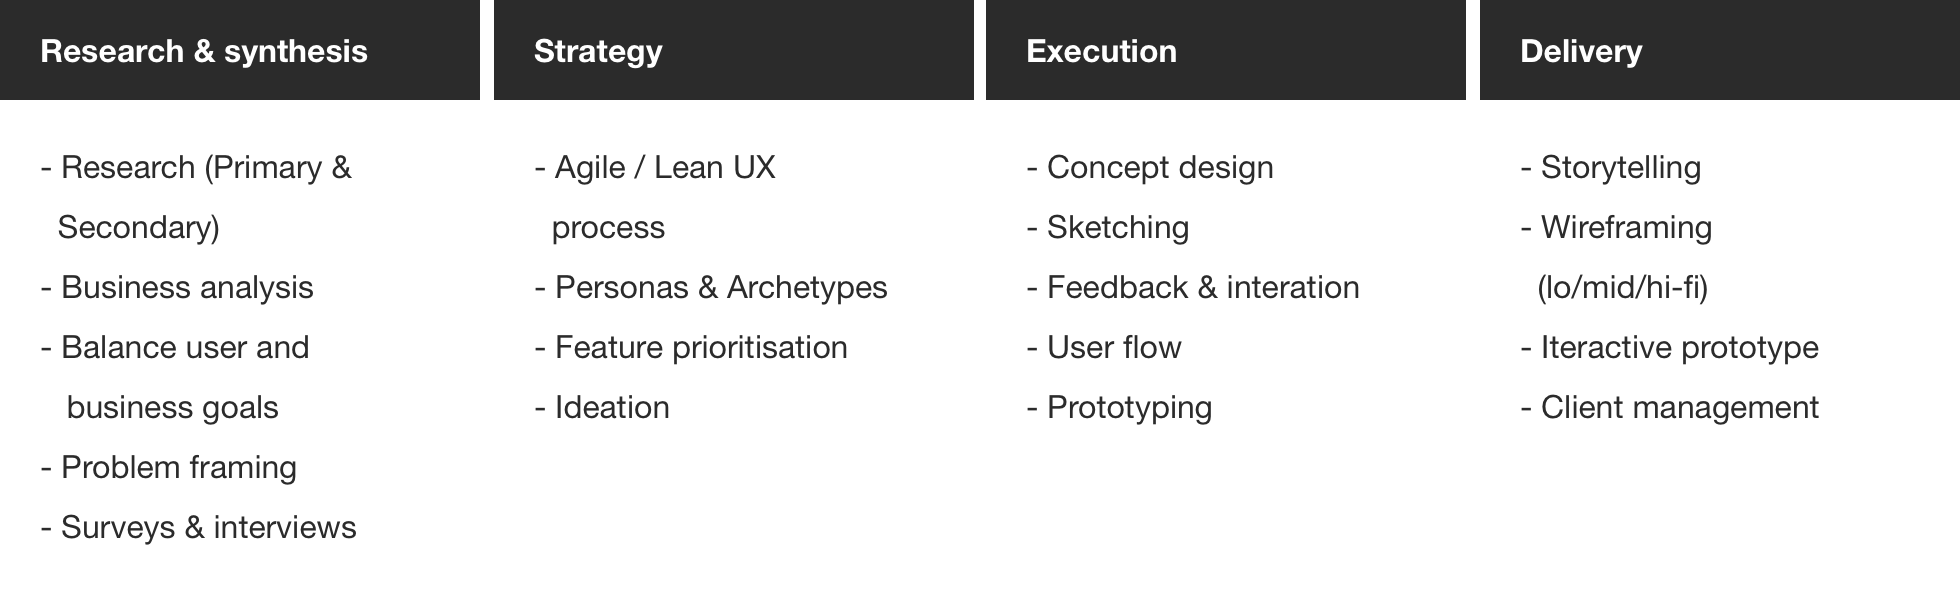 Research & synthesis
- Research (Primary &
Secondary)
- Business analysis
- Balance user and
business goals
- Problem framing
- Surveys & interviews
Strategy
- Agile / Lean UX
process
- Personas & Archetypes
- Feature prioritisation
- Ideation
Execution
- Concept design
- Sketching
- Feedback & interation
- User flow
- Prototyping
Delivery
- Storytelling
- Wireframing
(lo/mid/hi-fi)
- Iteractive prototype
- Client management